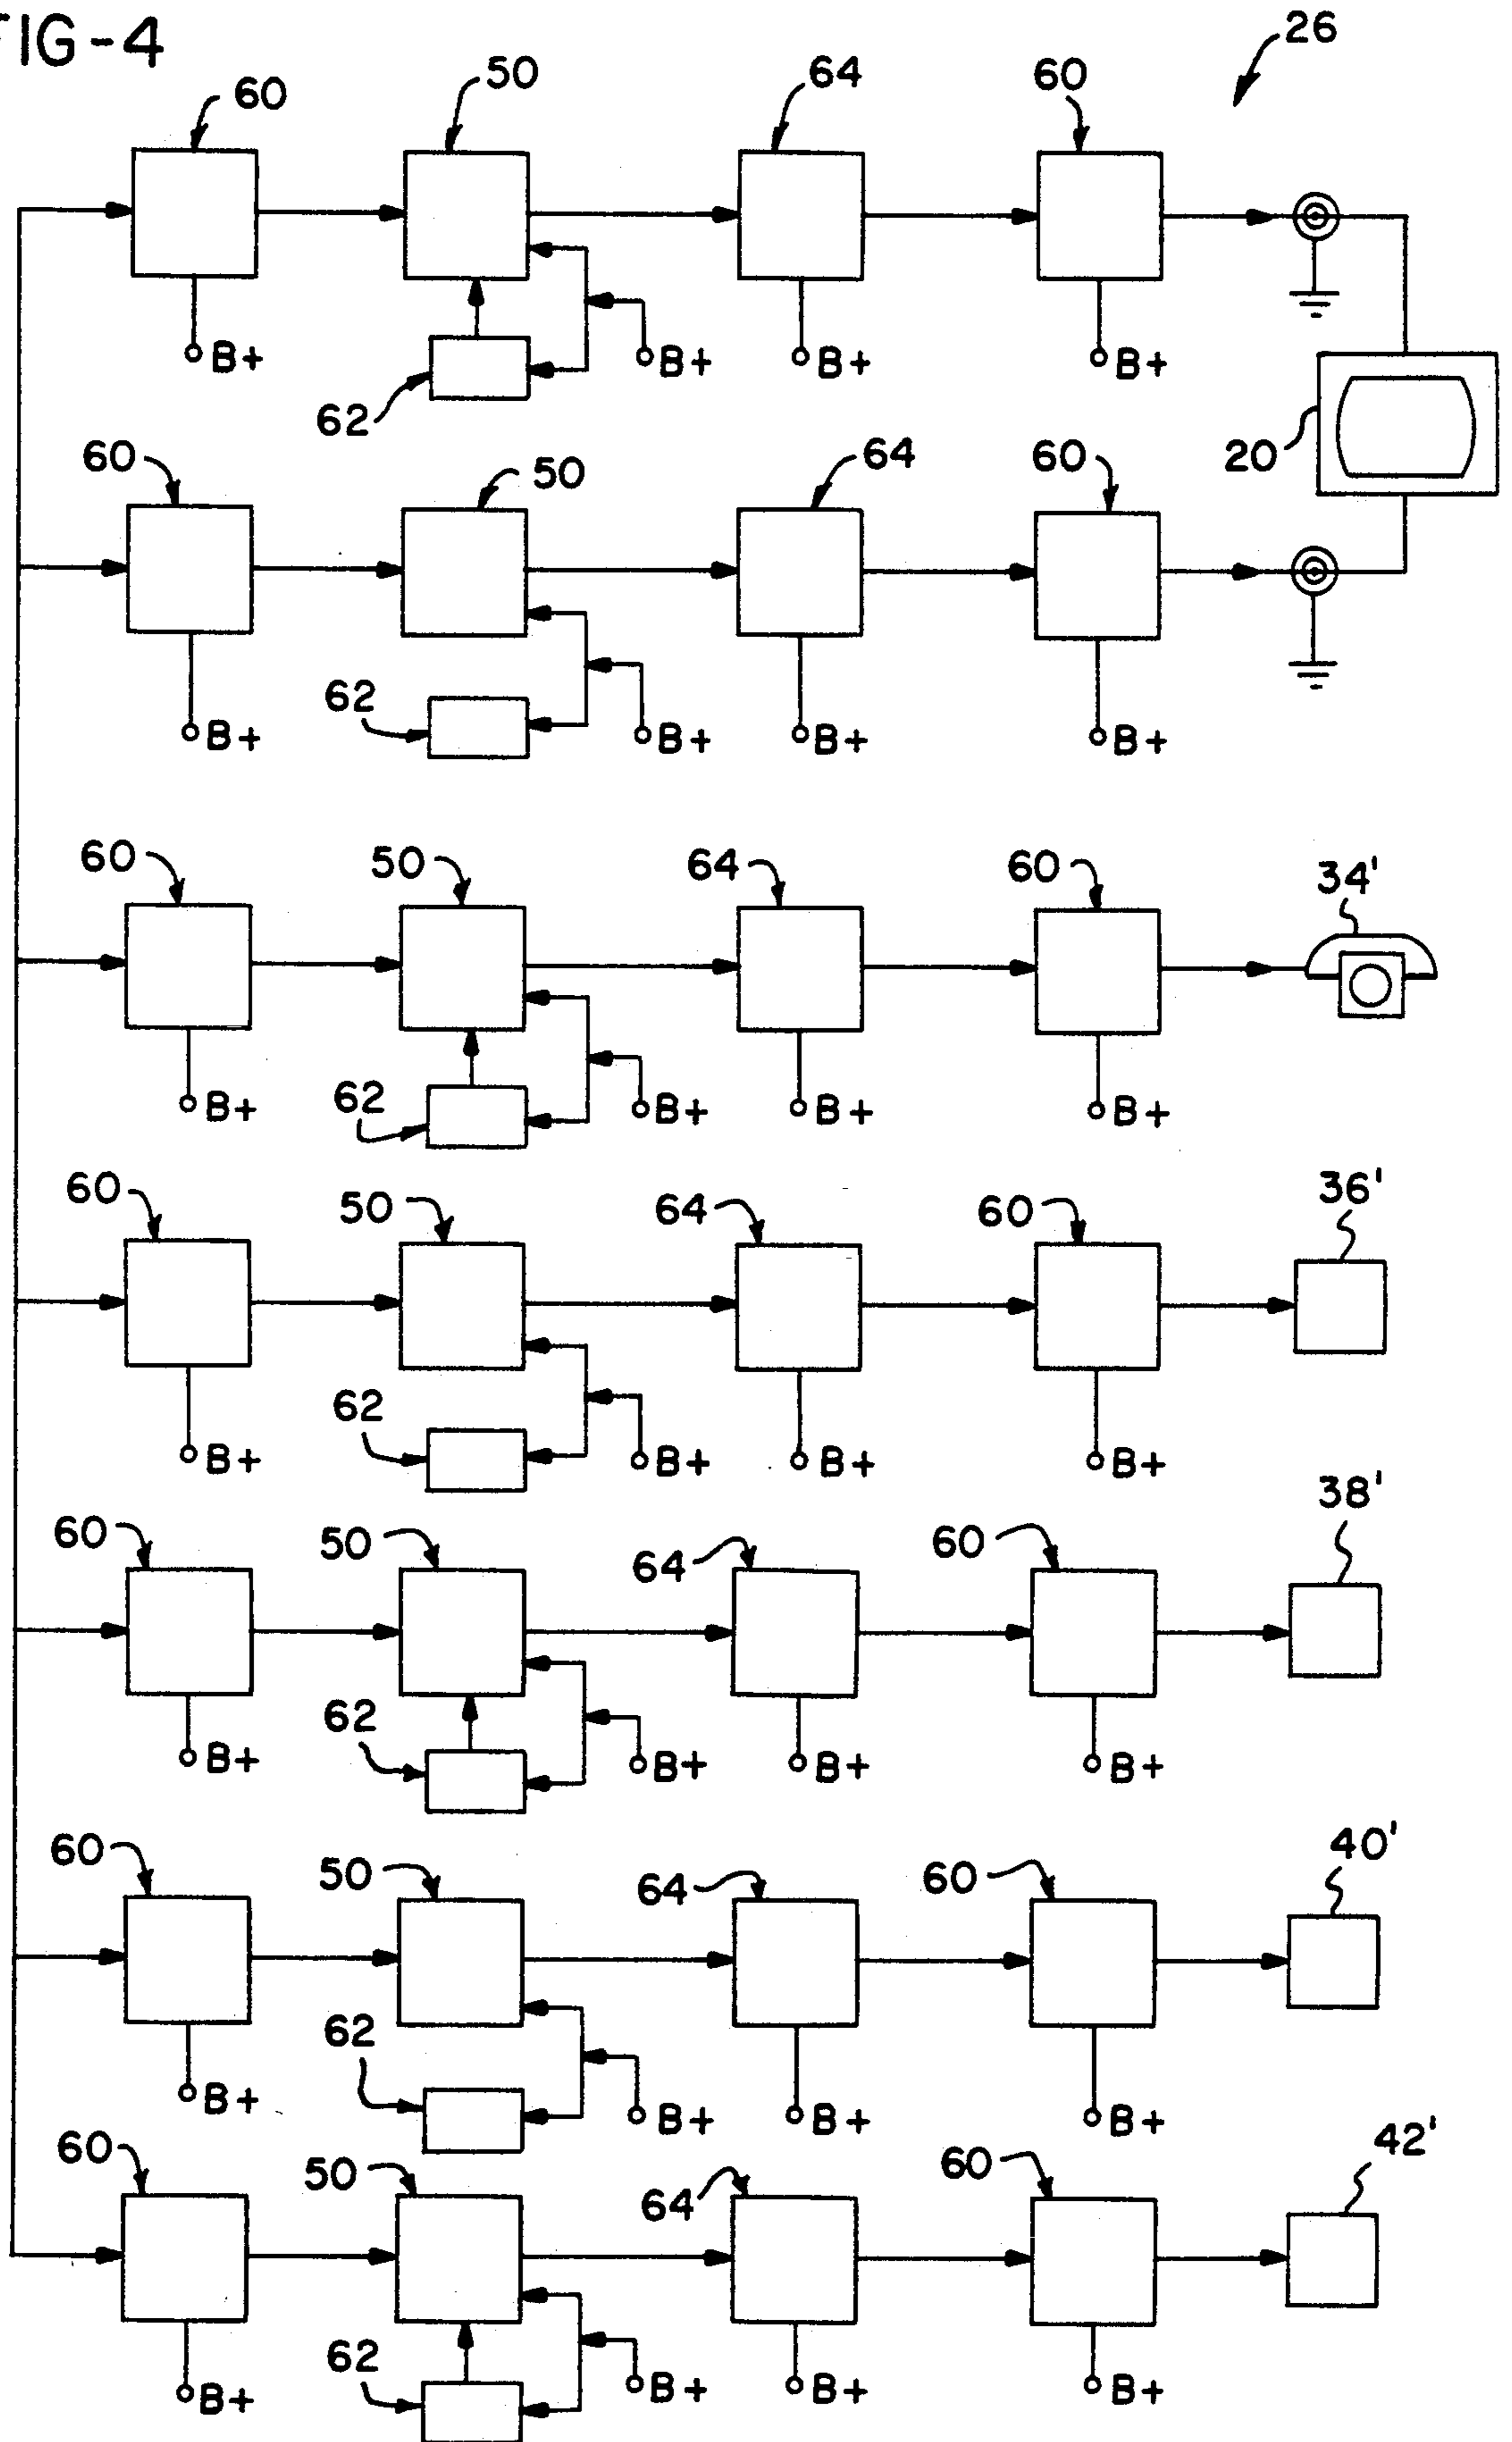 FIG-4
26
60 50 64 60
B+ B+ B+ B+
62
20
60 50 64 60
62
B+ B+ B+ B+
60 50 64 60 34'
62
B+ B+ B+ B+
60 50 64 60 36'
62
B+ B+ B+ B+
60 50 64 60 38'
62
B+ B+ B+ B+
60 50 64 60 40'
62
B+ B+ B+ B+
60 50 64 60 42'
62
B+ B+ B+ B+